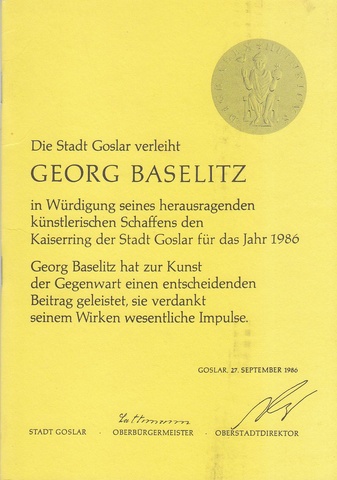 Die Stadt Goslar verleiht
GEORG BASELITZ
in Würdigung seines herausragenden
künstlerischen Schaffens den
Kaiserring der Stadt Goslar für das Jahr 1986
Georg Baselitz hat zur Kunst
der Gegenwart einen entscheidenden
Beitrag geleistet, sie verdankt
seinem Wirken wesentliche Impulse.
GOSLAR, 27. SEPTEMBER 1986
STADT GOSLAR · OBERBÜRGERMEISTER · OBERSTADTDIREKTOR